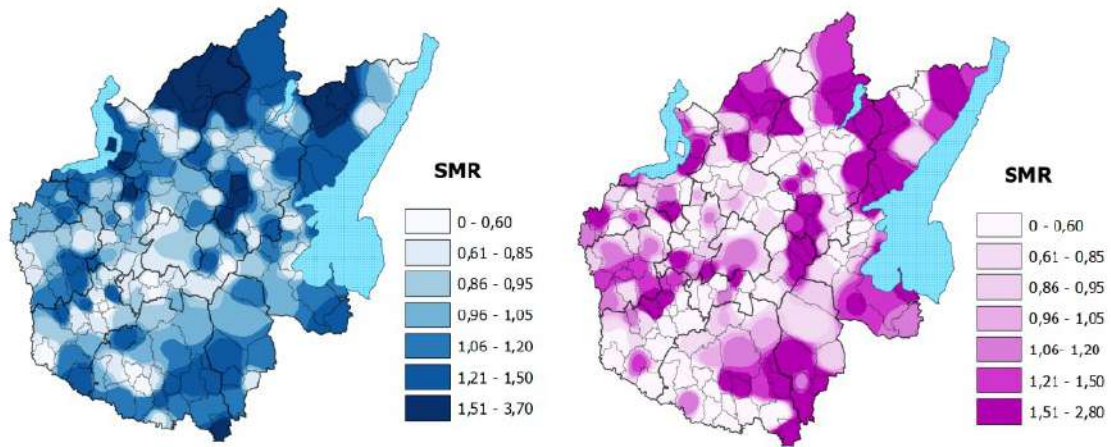 SMR
0 - 0,60
0,61 - 0,85
0,86 - 0,95
0,96 - 1,05
1,06 - 1,20
1,21 - 1,50
1,51 - 3,70
SMR
0 - 0,60
0,61 - 0,85
0,86 - 0,95
0,96 - 1,05
1,06- 1,20
1,21 - 1,50
1,51 - 2,80